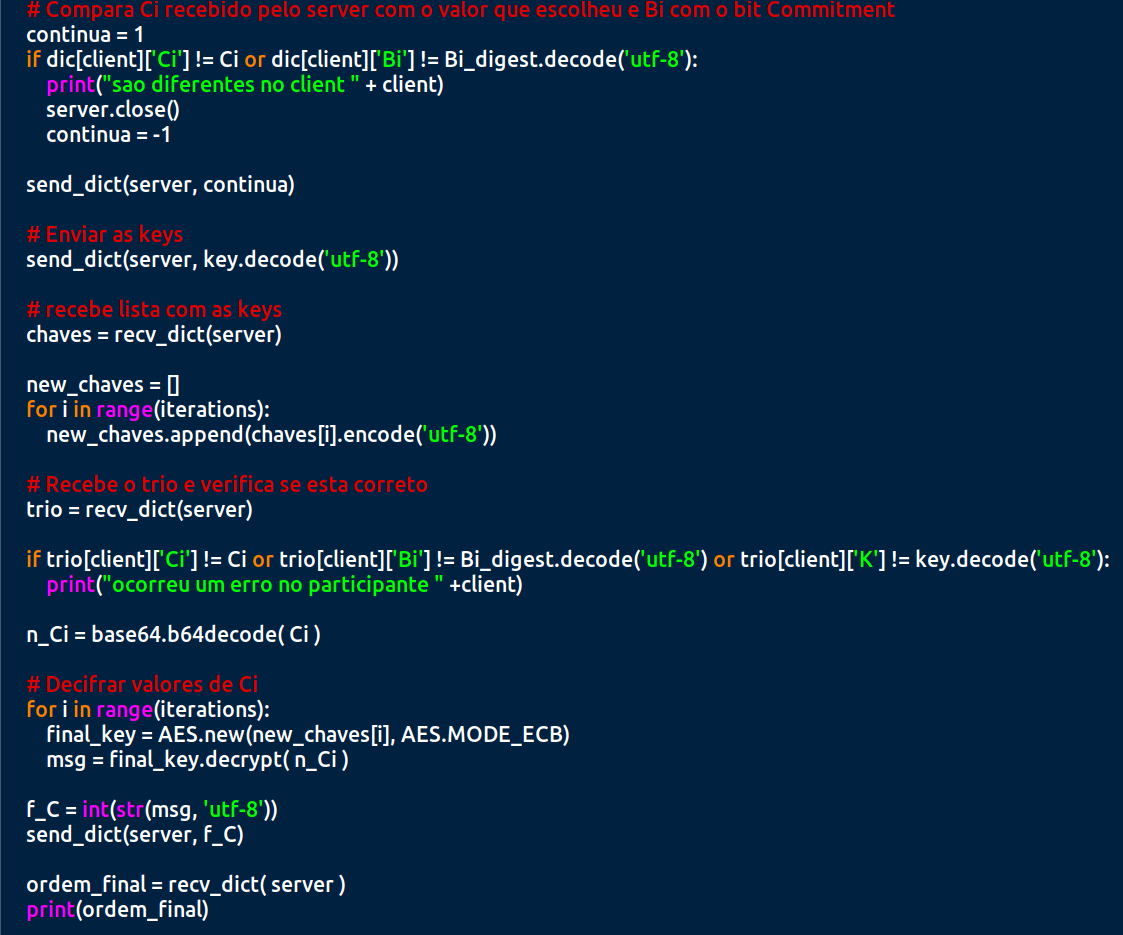 # Compara Ci recebido pelo server com o valor que escolheu e Bi com o bit Commitment
continua = 1
if dic[client]['Ci'] != Ci or dic[client]['Bi'] != Bi_digest.decode('utf-8'):
    print("sao diferentes no client " + client)
    server.close()
    continua = -1

send_dict(server, continua)

# Enviar as keys
send_dict(server, key.decode('utf-8'))

# recebe lista com as keys
chaves = recv_dict(server)

new_chaves = []
for i in range(iterations):
    new_chaves.append(chaves[i].encode('utf-8'))

# Recebe o trio e verifica se esta correto
trio = recv_dict(server)

if trio[client]['Ci'] != Ci or trio[client]['Bi'] != Bi_digest.decode('utf-8') or trio[client]['K'] != key.decode('utf-8'):
    print("ocorreu um erro no participante " +client)

n_Ci = base64.b64decode( Ci )

# Decifrar valores de Ci
for i in range(iterations):
    final_key = AES.new(new_chaves[i], AES.MODE_ECB)
    msg = final_key.decrypt( n_Ci )

f_C = int(str(msg, 'utf-8'))
send_dict(server, f_C)

ordem_final = recv_dict( server )
print(ordem_final)